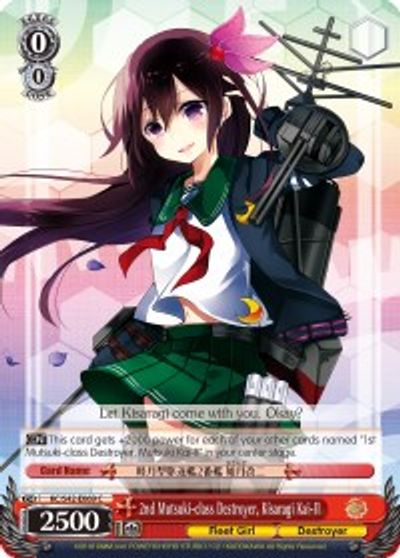 0
0
Let Kisaragi come with you, Okay?
CONT This card gets +2000 power for each of your other cards named "1st
Mutsuki-class Destroyer, Mutsuki Kai-II" in your center stage.
Card Name
2nd Mutsuki-class Destroyer, Kisaragi Kai-II
2500
Fleet Girl
Destroyer